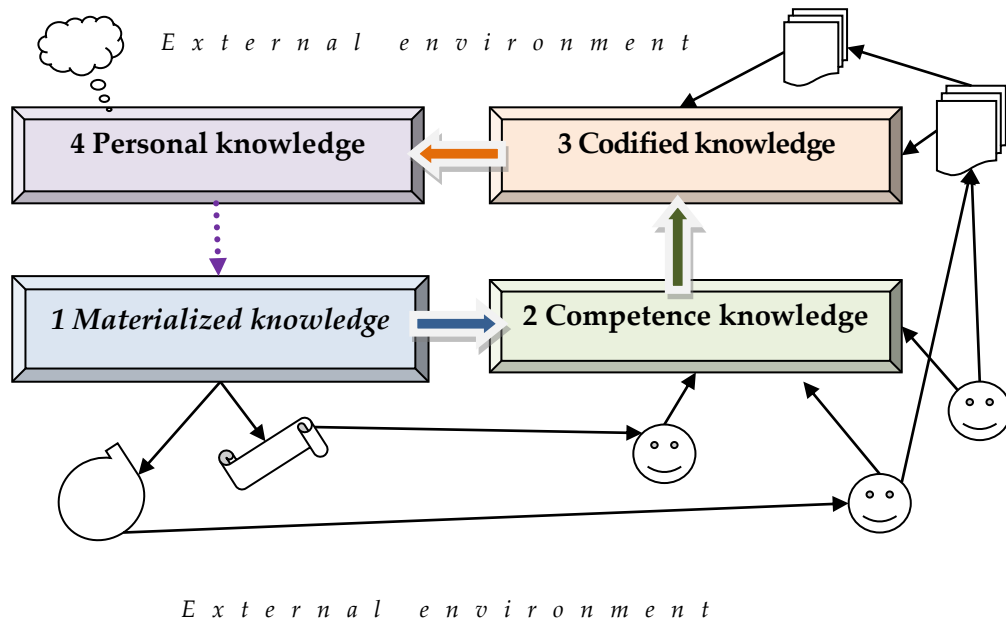 External environment
4 Personal knowledge
3 Codified knowledge
1 Materialized knowledge
2 Competence knowledge
External environment